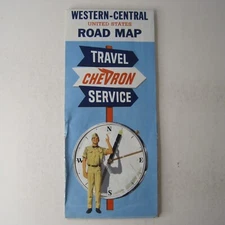 WESTERN-CENTRAL
UNITED STATES
ROAD MAP
TRAVEL
CHEVRON
SERVICE
N
W
E
S